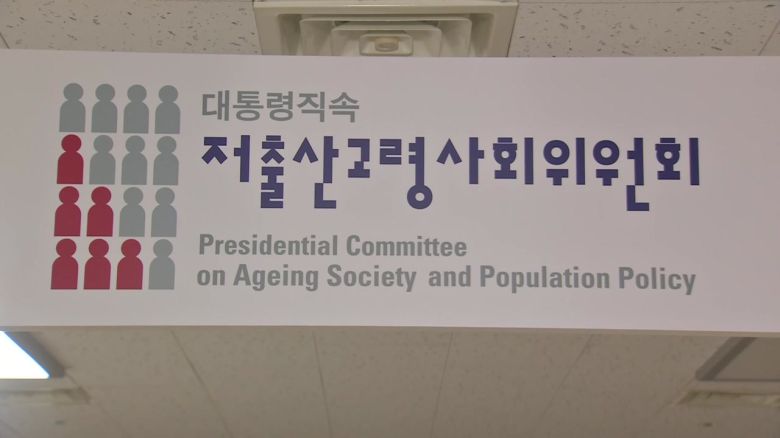 대통령직속
저출산고령사회위원회
Presidential Committee
on Ageing Society and Population Policy